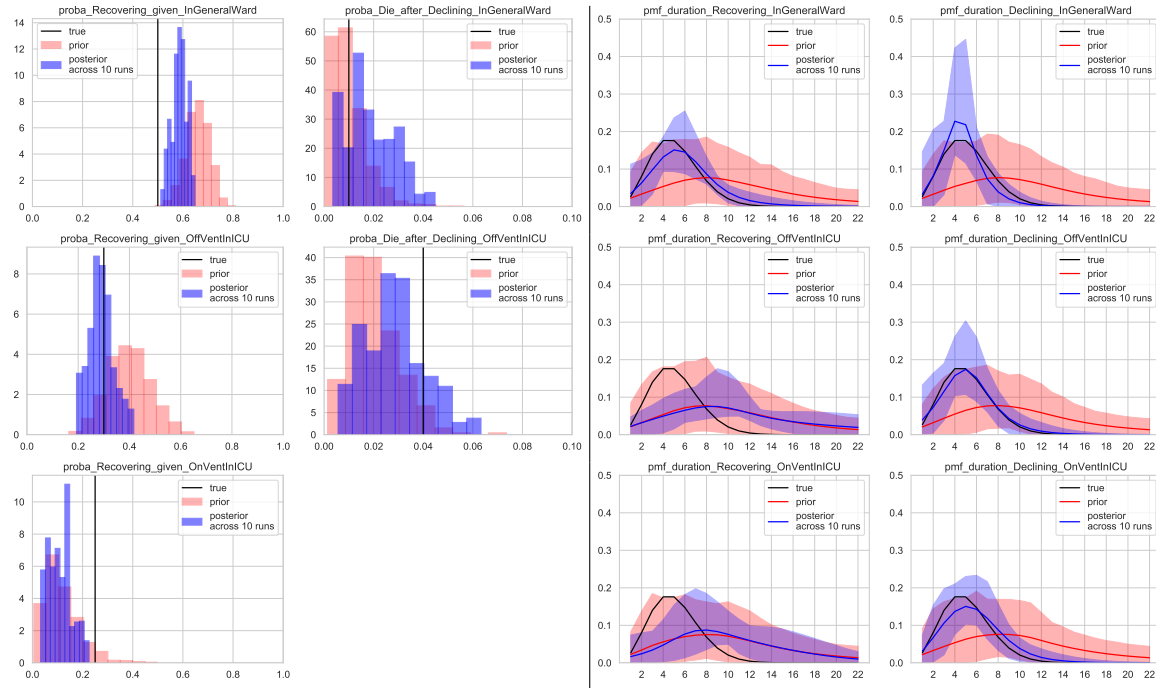 proba_Recovering_given_InGeneralWard
14
12
10
8
6
4
2
0
0.0 0.2 0.4 0.6 0.8 1.0
true
prior
posterior
across 10 runs
proba_Die_after_Declining_InGeneralWard
60
50
40
30
20
10
0
0.00 0.02 0.04 0.06 0.08 0.10
true
prior
posterior
across 10 runs
pmf_duration_Recovering_InGeneralWard
0.5
0.4
0.3
0.2
0.1
0.0
2 4 6 8 10 12 14 16 18 20 22
true
prior
posterior
across 10 runs
pmf_duration_Declining_InGeneralWard
0.5
0.4
0.3
0.2
0.1
0.0
2 4 6 8 10 12 14 16 18 20 22
true
prior
posterior
across 10 runs
proba_Recovering_given_OffVentInICU
8
6
4
2
0
0.0 0.2 0.4 0.6 0.8 1.0
true
prior
posterior
across 10 runs
proba_Die_after_Declining_OffVentInICU
40
35
30
25
20
15
10
5
0
0.00 0.02 0.04 0.06 0.08 0.10
true
prior
posterior
across 10 runs
pmf_duration_Recovering_OffVentInICU
0.5
0.4
0.3
0.2
0.1
0.0
2 4 6 8 10 12 14 16 18 20 22
true
prior
posterior
across 10 runs
pmf_duration_Declining_OffVentInICU
0.5
0.4
0.3
0.2
0.1
0.0
2 4 6 8 10 12 14 16 18 20 22
true
prior
posterior
across 10 runs
proba_Recovering_given_OnVentInICU
10
8
6
4
2
0
0.0 0.2 0.4 0.6 0.8 1.0
true
prior
posterior
across 10 runs
pmf_duration_Recovering_OnVentInICU
0.5
0.4
0.3
0.2
0.1
0.0
2 4 6 8 10 12 14 16 18 20 22
true
prior
posterior
across 10 runs
pmf_duration_Declining_OnVentInICU
0.5
0.4
0.3
0.2
0.1
0.0
2 4 6 8 10 12 14 16 18 20 22
true
prior
posterior
across 10 runs